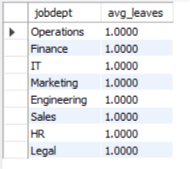 jobdept avg_leaves
Operations 1.0000
Finance 1.0000
IT 1.0000
Marketing 1.0000
Engineering 1.0000
Sales 1.0000
HR 1.0000
Legal 1.0000